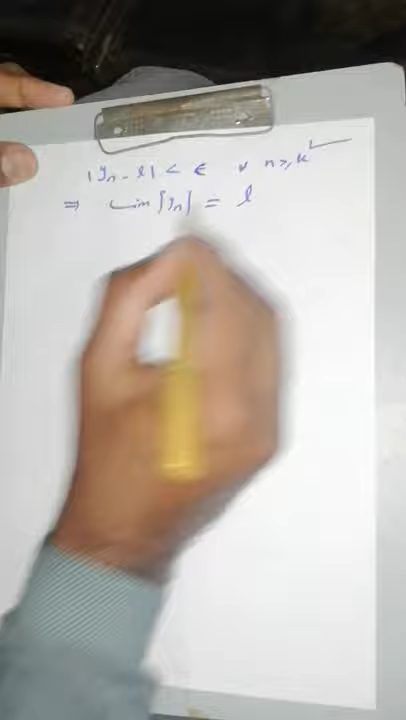 |yn - l| < ϵ ∀ n ≥, k
⇒ Lim {yn} = l